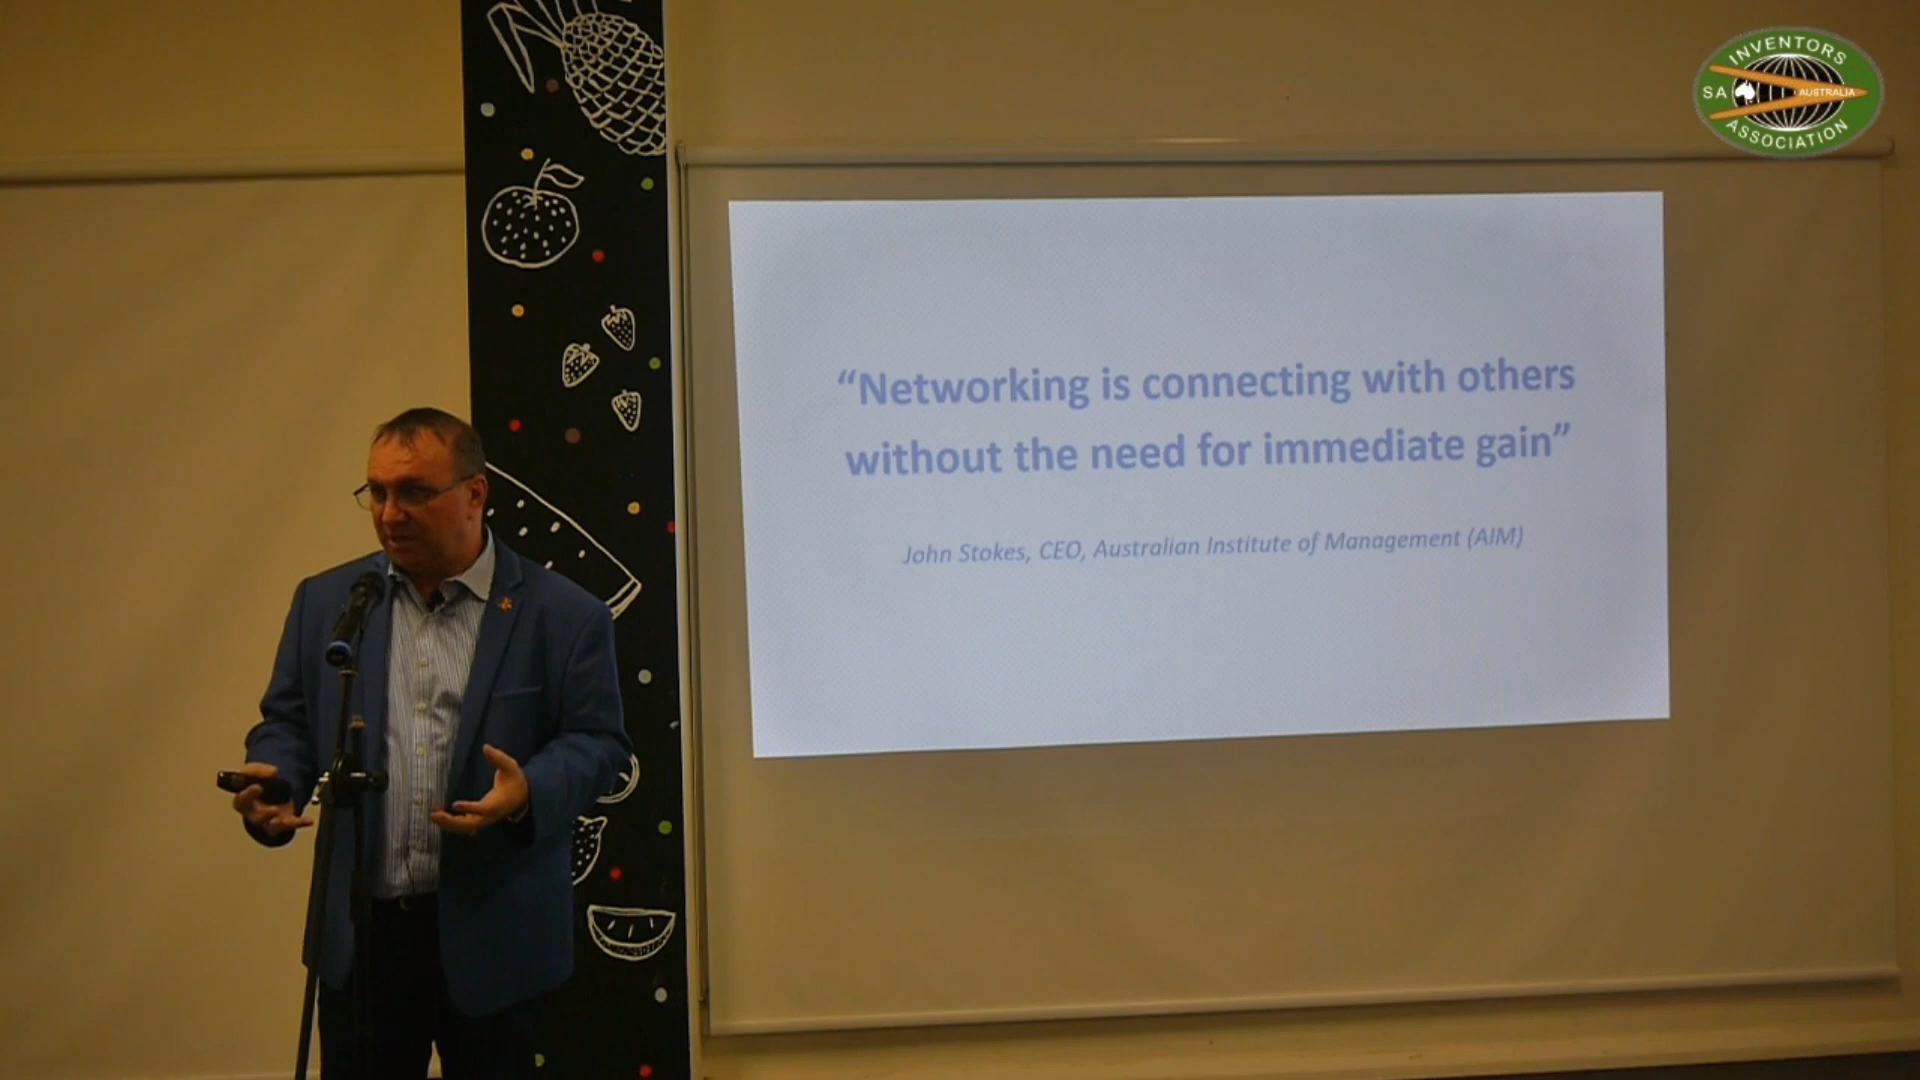 INVENTORS
SA
AUSTRALIA
ASSOCIATION
“Networking is connecting with others
without the need for immediate gain”
John Stokes, CEO, Australian Institute of Management (AIM)